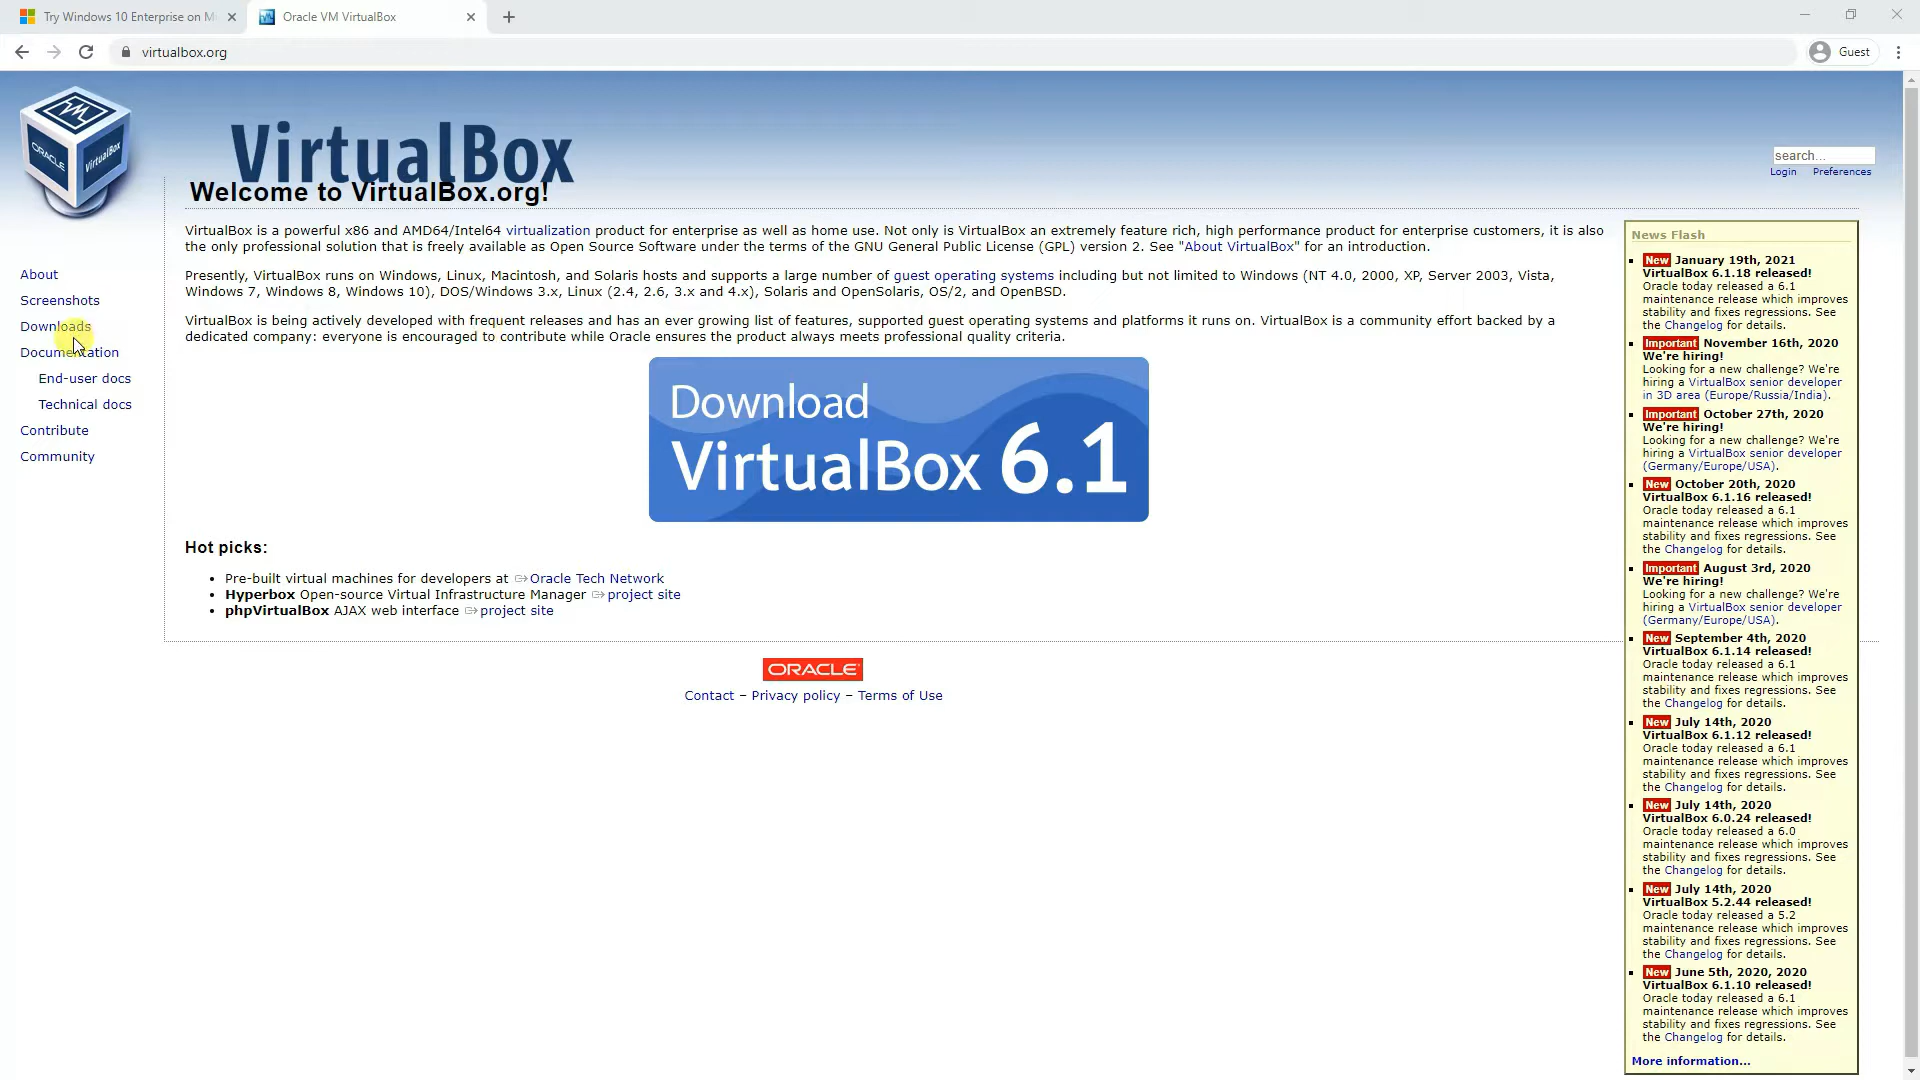 Try Windows 10 Enterprise on M
Oracle VM VirtualBox
virtualbox.org
Guest
ORACLE
VirtualBox
VirtualBox
search...
Login Preferences
Welcome to VirtualBox.org!
About
Screenshots
Downloads
Documentation
End-user docs
Technical docs
Contribute
Community
VirtualBox is a powerful x86 and AMD64/Intel64 virtualization product for enterprise as well as home use. Not only is VirtualBox an extremely feature rich, high performance product for enterprise customers, it is also
the only professional solution that is freely available as Open Source Software under the terms of the GNU General Public License (GPL) version 2. See "About VirtualBox" for an introduction.
Presently, VirtualBox runs on Windows, Linux, Macintosh, and Solaris hosts and supports a large number of guest operating systems including but not limited to Windows (NT 4.0, 2000, XP, Server 2003, Vista,
Windows 7, Windows 8, Windows 10), DOS/Windows 3.x, Linux (2.4, 2.6, 3.x and 4.x), Solaris and OpenSolaris, OS/2, and OpenBSD.
VirtualBox is being actively developed with frequent releases and has an ever growing list of features, supported guest operating systems and platforms it runs on. VirtualBox is a community effort backed by a
dedicated company: everyone is encouraged to contribute while Oracle ensures the product always meets professional quality criteria.
Download
VirtualBox 6.1
Hot picks:
Pre-built virtual machines for developers at Oracle Tech Network
Hyperbox Open-source Virtual Infrastructure Manager project site
phpVirtualBox AJAX web interface project site
ORACLE
Contact – Privacy policy – Terms of Use
News Flash
New January 19th, 2021
VirtualBox 6.1.18 released!
Oracle today released a 6.1
maintenance release which improves
stability and fixes regressions. See
the Changelog for details.
Important November 16th, 2020
We're hiring!
Looking for a new challenge? We're
hiring a VirtualBox senior developer
in 3D area (Europe/Russia/India).
Important October 27th, 2020
We're hiring!
Looking for a new challenge? We're
hiring a VirtualBox senior developer
(Germany/Europe/USA).
New October 20th, 2020
VirtualBox 6.1.16 released!
Oracle today released a 6.1
maintenance release which improves
stability and fixes regressions. See
the Changelog for details.
Important August 3rd, 2020
We're hiring!
Looking for a new challenge? We're
hiring a VirtualBox senior developer
(Germany/Europe/USA).
New September 4th, 2020
VirtualBox 6.1.14 released!
Oracle today released a 6.1
maintenance release which improves
stability and fixes regressions. See
the Changelog for details.
New July 14th, 2020
VirtualBox 6.1.12 released!
Oracle today released a 6.1
maintenance release which improves
stability and fixes regressions. See
the Changelog for details.
New July 14th, 2020
VirtualBox 6.0.24 released!
Oracle today released a 6.0
maintenance release which improves
stability and fixes regressions. See
the Changelog for details.
New July 14th, 2020
VirtualBox 5.2.44 released!
Oracle today released a 5.2
maintenance release which improves
stability and fixes regressions. See
the Changelog for details.
New June 5th, 2020, 2020
VirtualBox 6.1.10 released!
Oracle today released a 6.1
maintenance release which improves
stability and fixes regressions. See
the Changelog for details.
More information...